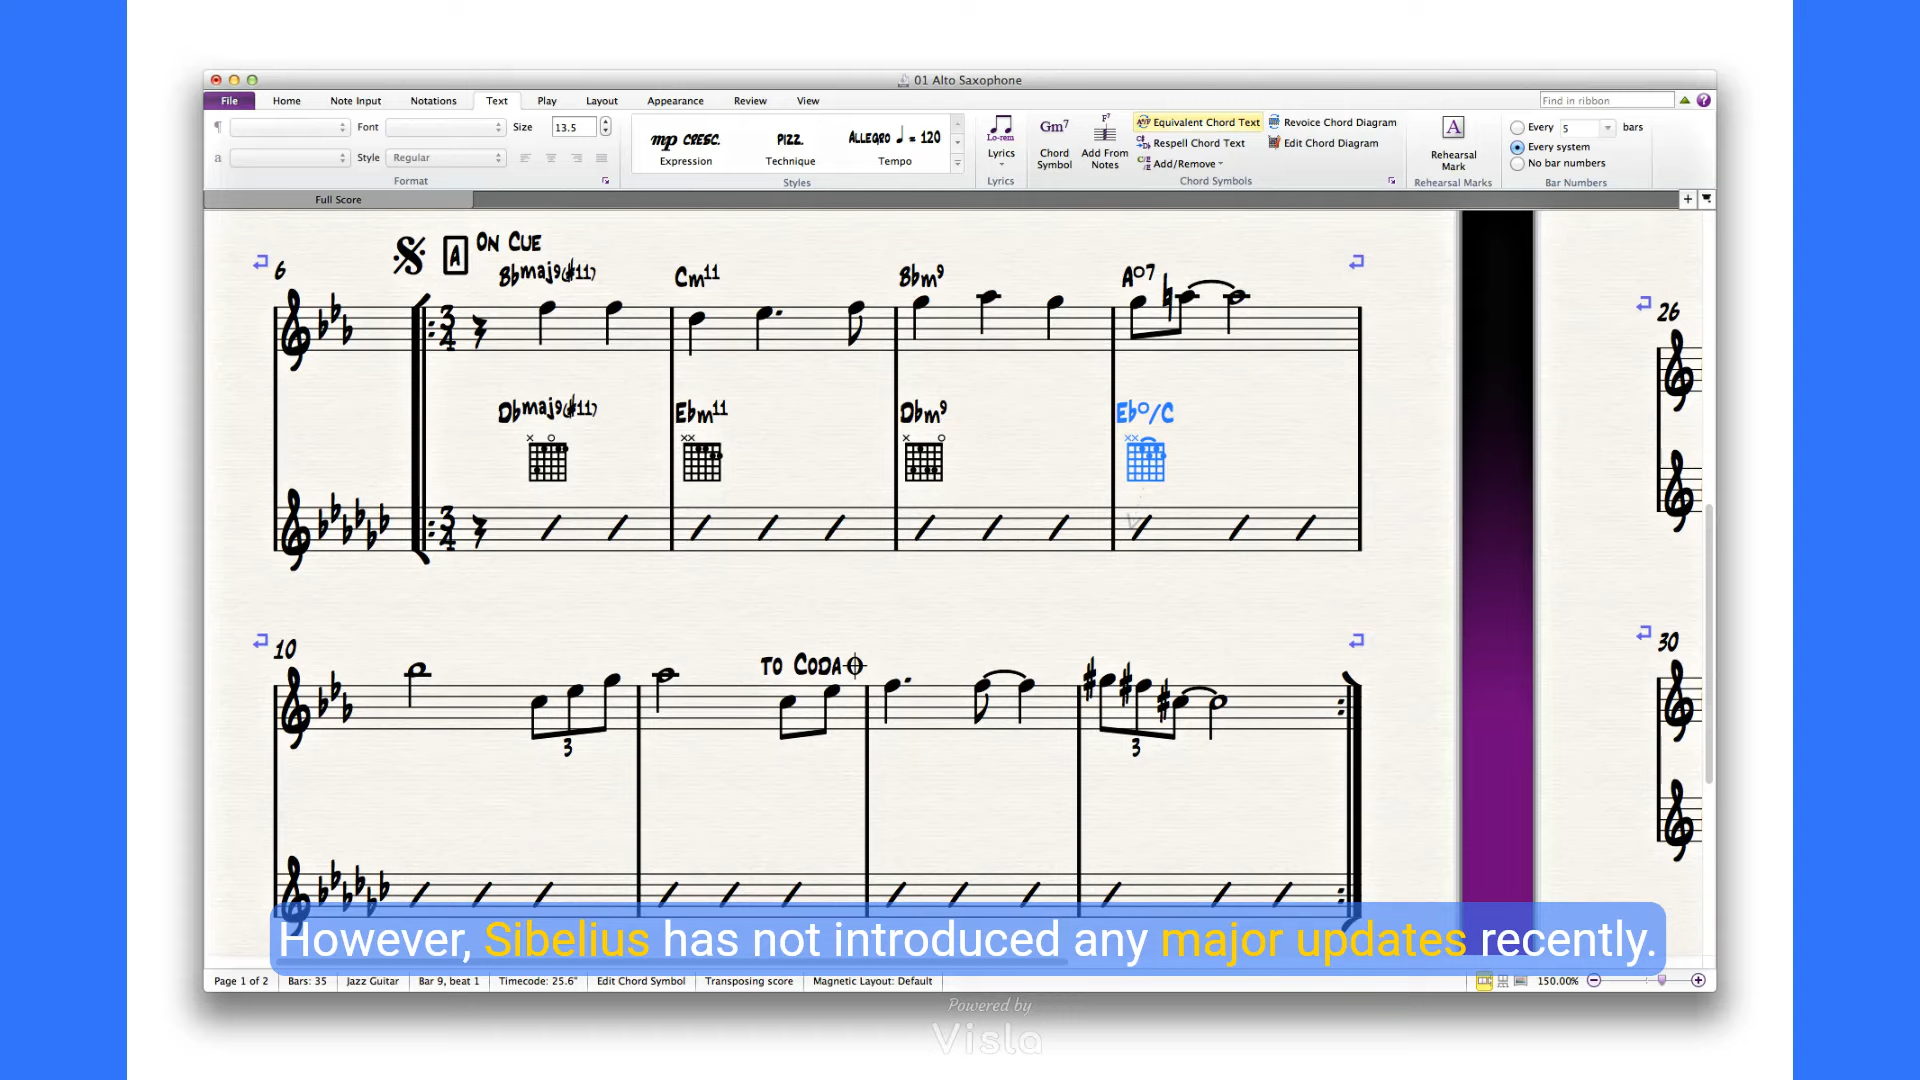 01 Alto Saxophone
File Home Note Input Notations Text Play Layout Appearance Review View Find in ribbon
Font Size 13.5
a Style Regular
Format
mp CRESC. PIZZ. ALLEGRO ♩ = 120
Expression Technique Tempo
Styles
Lo-rem
Lyrics
Lyrics
Gm7 F7
Chord Symbol Add From Notes
Equivalent Chord Text Revoice Chord Diagram
Respell Chord Text Edit Chord Diagram
Add/Remove
Chord Symbols
A
Rehearsal Mark
Rehearsal Marks
Every 5 bars
Every system
No bar numbers
Bar Numbers
Full Score
6 A ON CUE
B♭maj9(♯11) Cm11 B♭m9 A°7
26
3 4
D♭maj9(♯11) E♭m11 D♭m9 E♭°/C
3 4
10 TO CODA
30
3 3
However, Sibelius has not introduced any major updates recently.
Page 1 of 2 Bars: 35 Jazz Guitar Bar 9, beat 1 Timecode: 25.6" Edit Chord Symbol Transposing score Magnetic Layout: Default 150.00%
Powered by
Visla